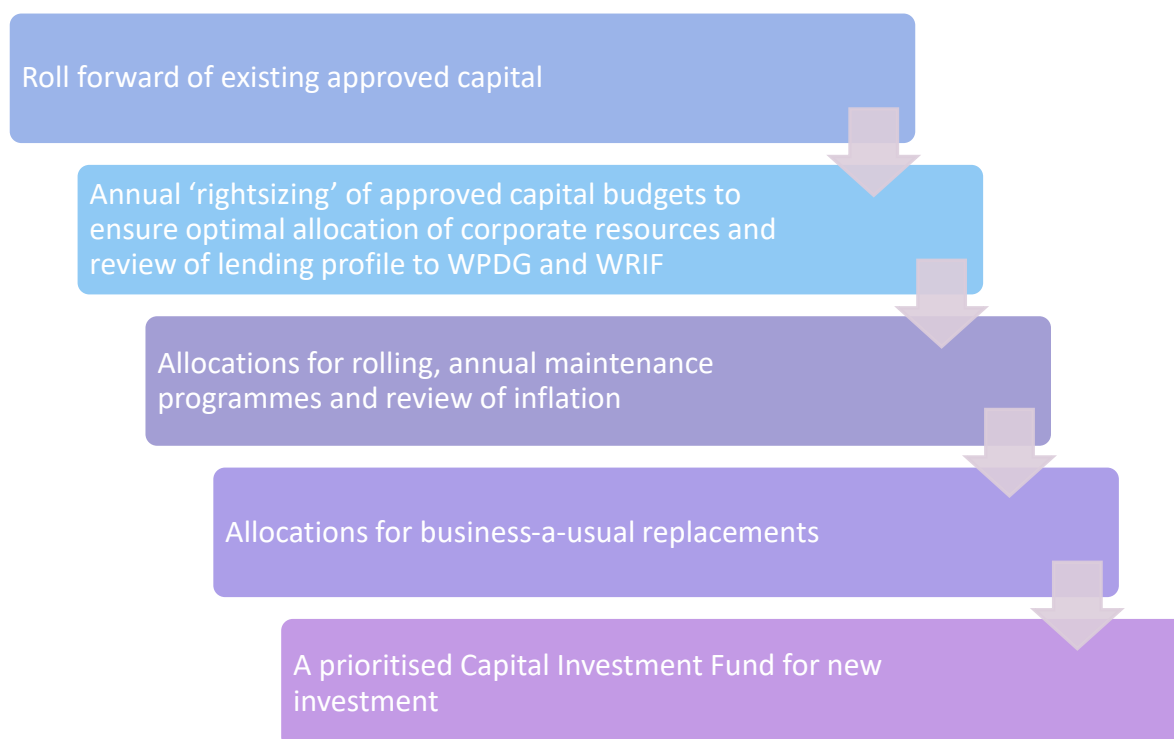 Roll forward of existing approved capital
Annual ‘rightsizing’ of approved capital budgets to
ensure optimal allocation of corporate resources and
review of lending profile to WPDG and WRIF
Allocations for rolling, annual maintenance
programmes and review of inflation
Allocations for business-a-usual replacements
A prioritised Capital Investment Fund for new
investment